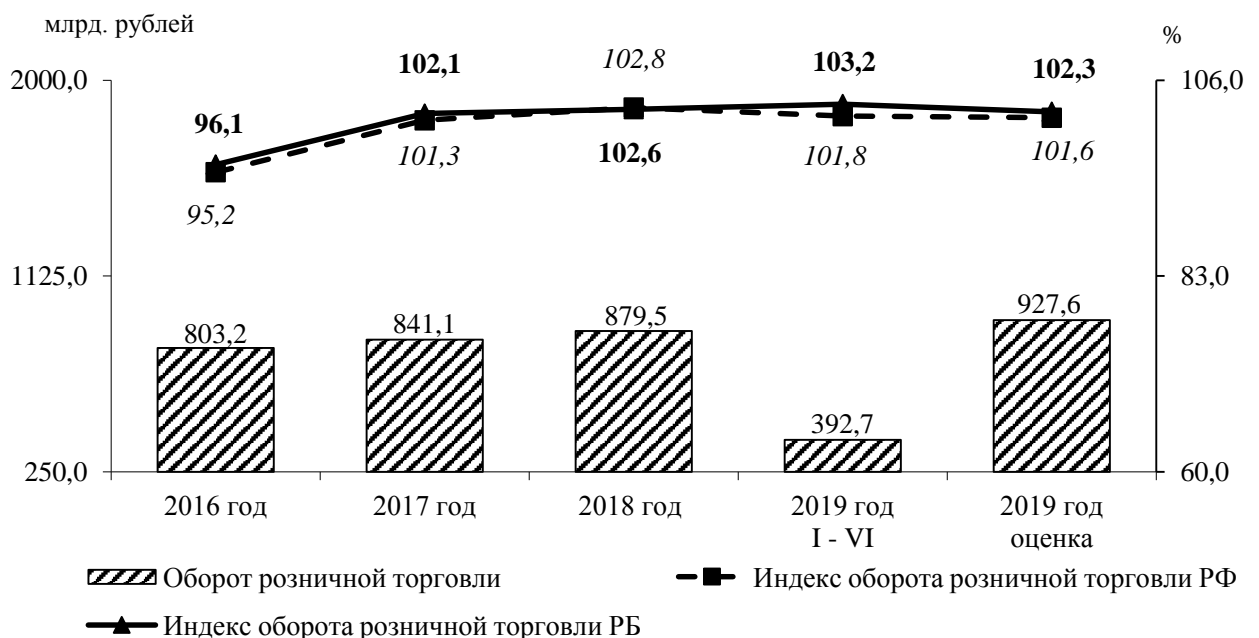 млрд. рублей
%
2000,0
1125,0
250,0
106,0
83,0
60,0
96,1
102,1
102,8
103,2
102,3
95,2
101,3
102,6
101,8
101,6
803,2
841,1
879,5
392,7
927,6
2016 год
2017 год
2018 год
2019 год
I - VI
2019 год
оценка
Оборот розничной торговли
Индекс оборота розничной торговли РФ
Индекс оборота розничной торговли РБ